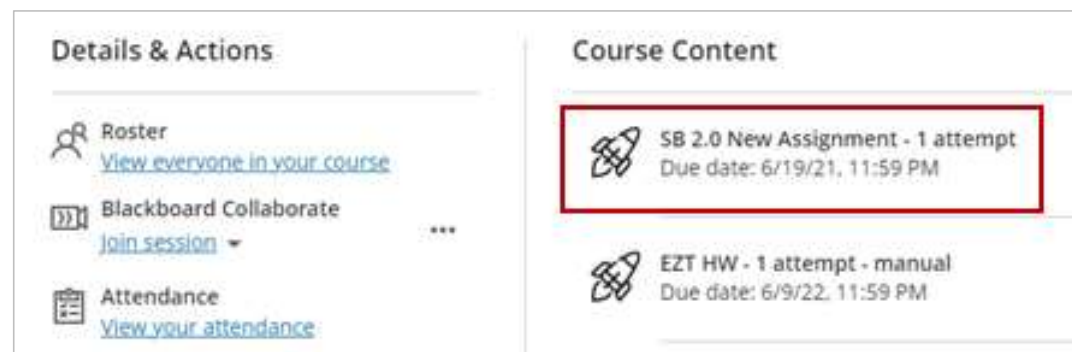 Details & Actions
Roster
View everyone in your course
Blackboard Collaborate
Join session
Attendance
View your attendance
Course Content
SB 2.0 New Assignment - 1 attempt
Due date: 6/19/21, 11:59 PM
EZT HW - 1 attempt - manual
Due date: 6/9/22, 11:59 PM